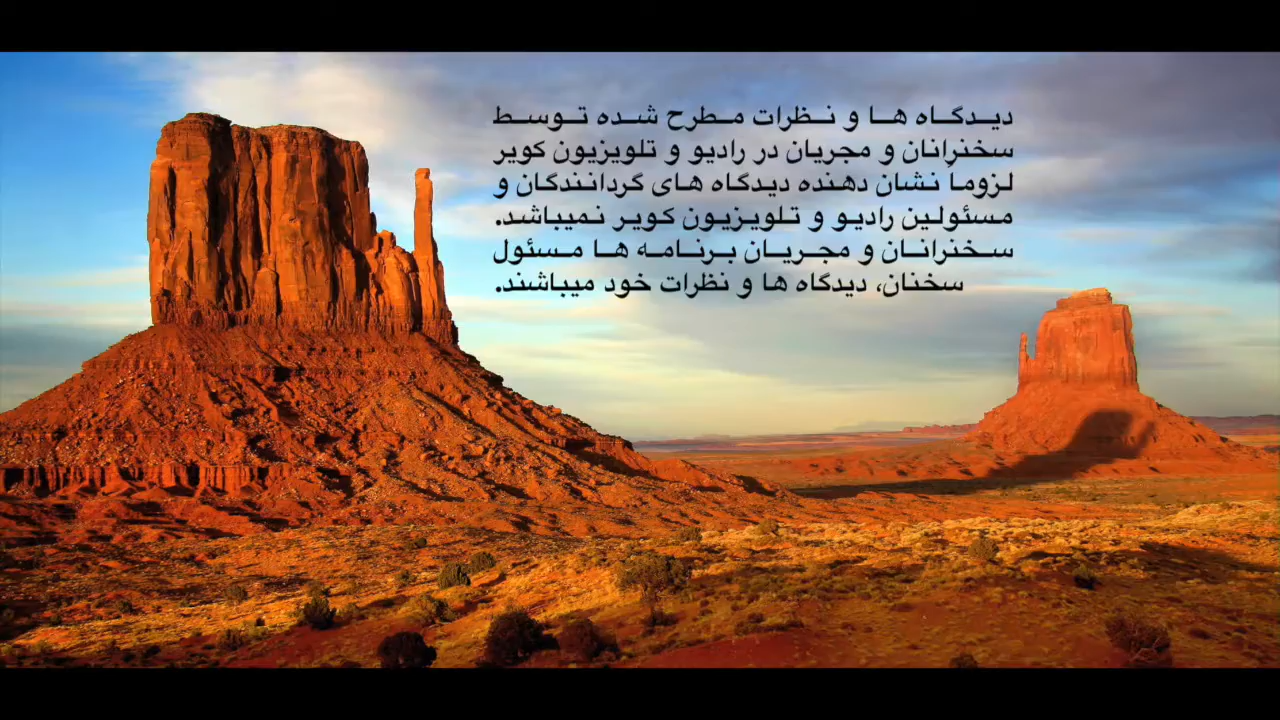 دیدگاه ها و نظرات مطرح شده توسط
سخنرانان و مجریان در رادیو و تلویزیون کویر
لزوماً نشان دهنده دیدگاه های گردانندگان و
مسئولین رادیو و تلویزیون کویر نمیباشد.
سخنرانان و مجریان برنامه ها مسئول
سخنان، دیدگاه ها و نظرات خود میباشند.